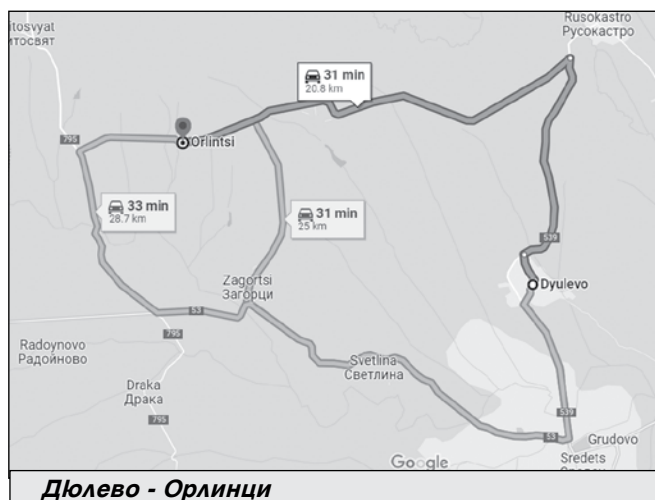 Rusokastro
Русокастро
tosvyat
итосвят
31 min
20.8 km
795
Orlintsi
33 min
28.7 km
31 min
25 km
539
Dyulevo
Zagortsi
Загорци
53
795
Radoynovo
Радойново
Svetlina
Светлина
Draka
Драка
795
539
53
Grudovo
Google
Sredets
Дюлево - Орлинци